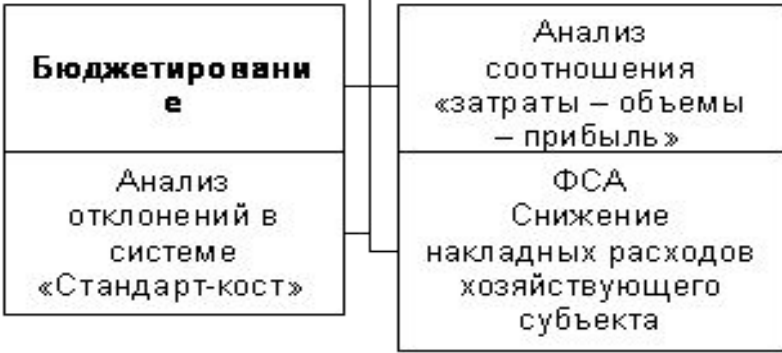 Бюджетировани
е
Анализ
соотношения
«затраты – объемы
– прибыль»
Анализ
отклонений в
системе
«Стандарт-кост»
ФСА
Снижение
накладных расходов
хозяйствующего
субъекта